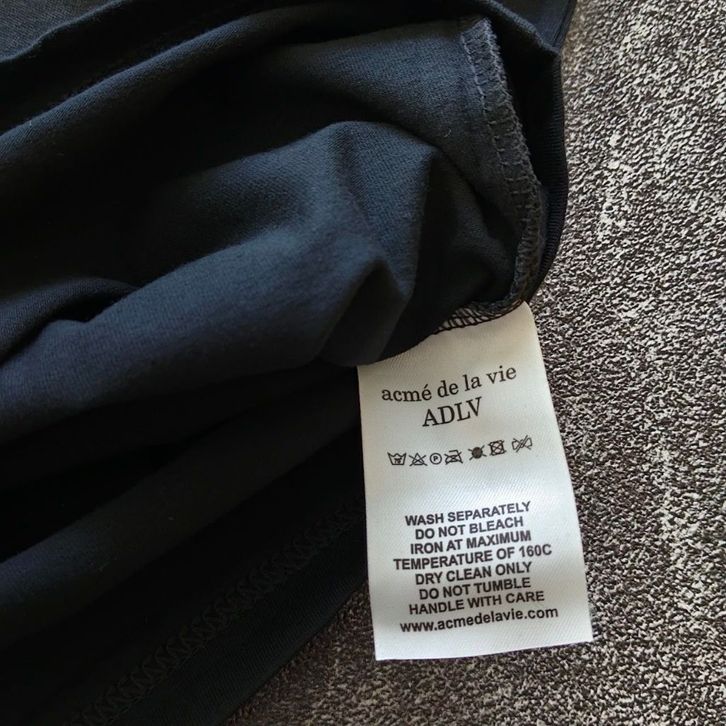 acmé de la vie
ADLV
WASH SEPARATELY
DO NOT BLEACH
IRON AT MAXIMUM
TEMPERATURE OF 160C
DRY CLEAN ONLY
DO NOT TUMBLE
HANDLE WITH CARE
www.acmedelavie.com